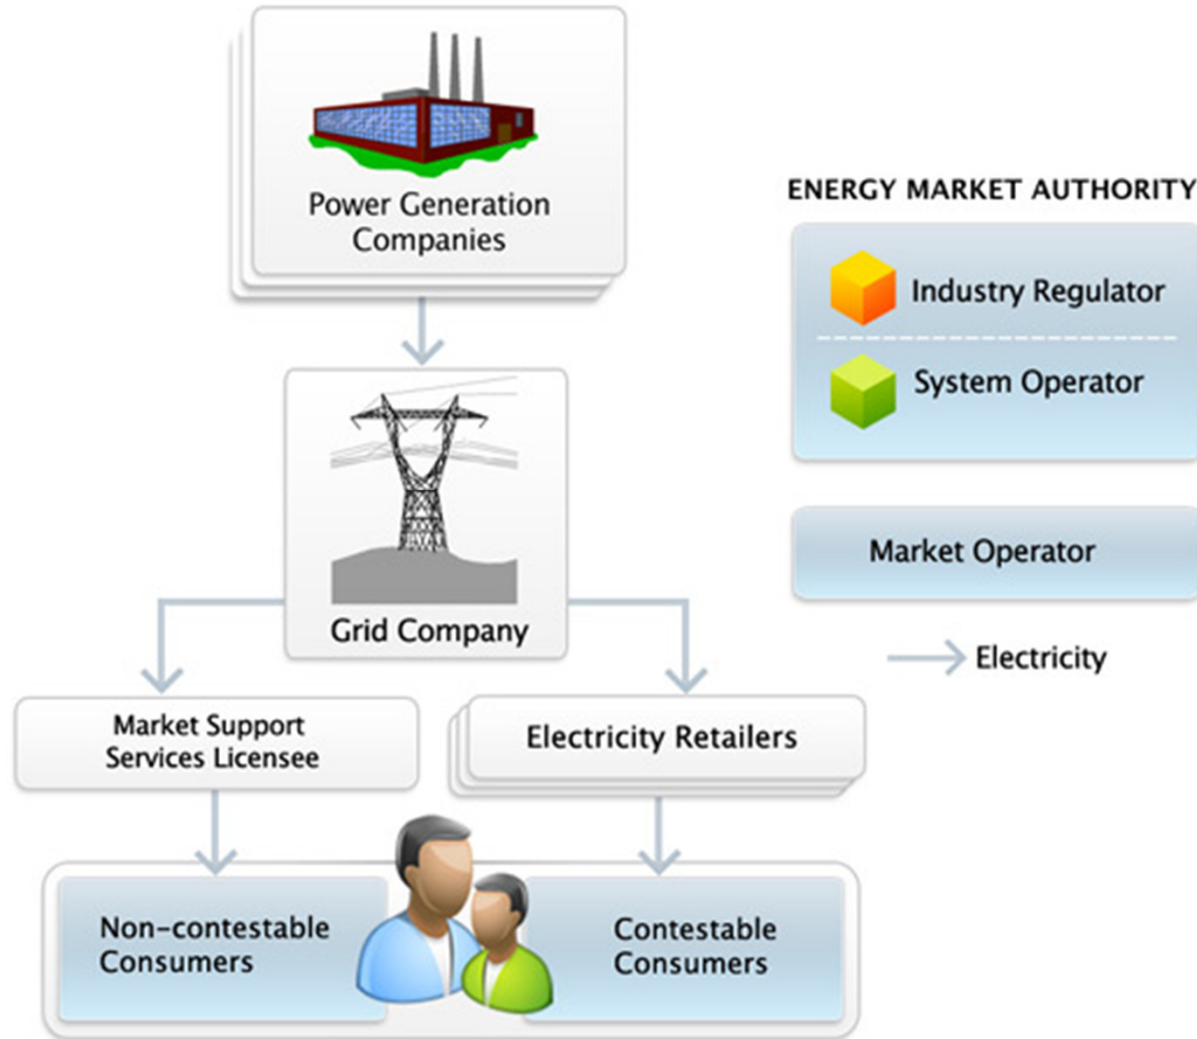 Power Generation
Companies
ENERGY MARKET AUTHORITY
Industry Regulator
System Operator
Market Operator
Electricity
Grid Company
Market Support
Services Licensee
Electricity Retailers
Non-contestable
Consumers
Contestable
Consumers